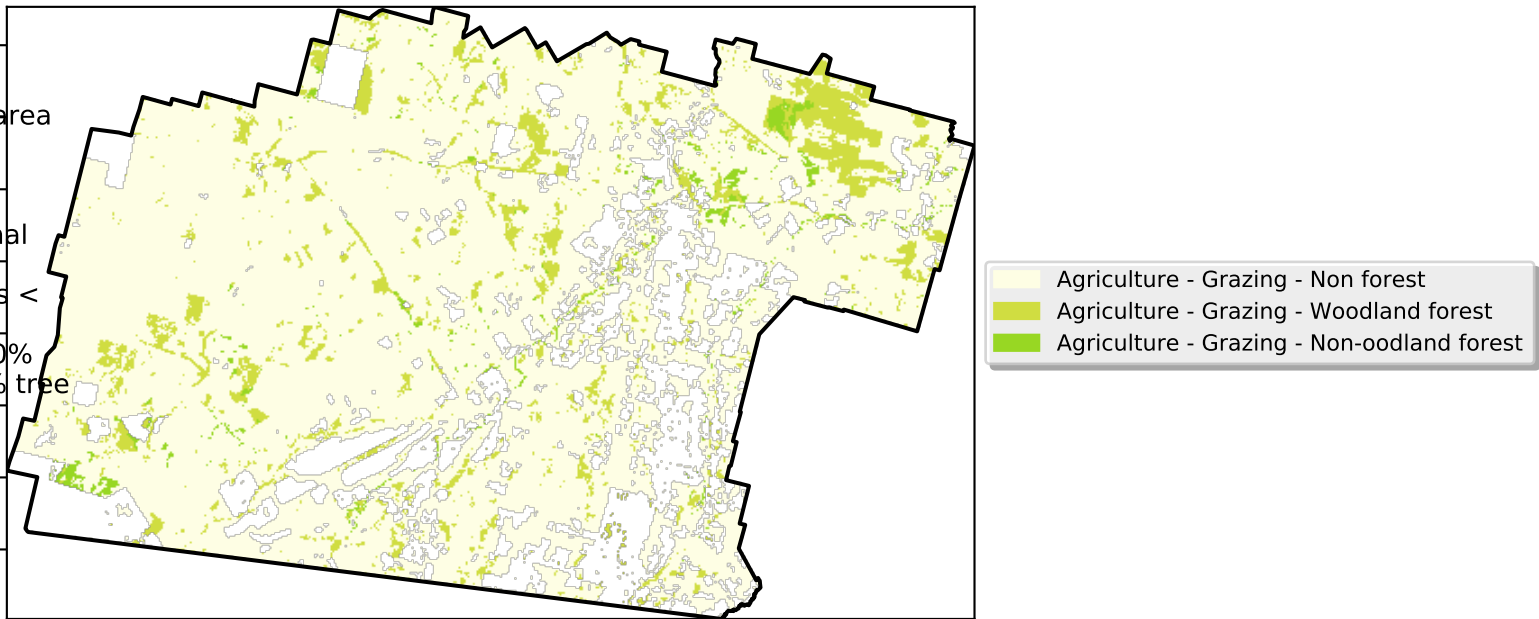 area
nal
s <
0%
% tree
Agriculture - Grazing - Non forest
Agriculture - Grazing - Woodland forest
Agriculture - Grazing - Non-oodland forest